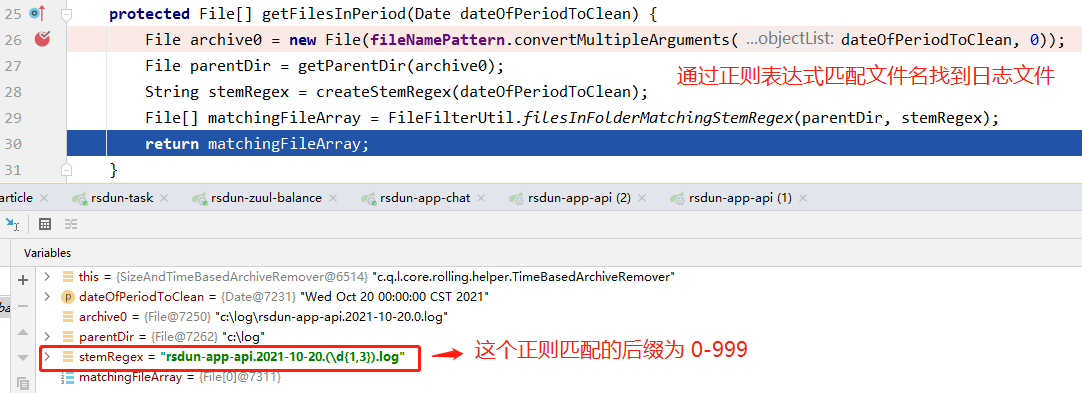 25 protected File[] getFilesInPeriod(Date dateOfPeriodToClean) {
26 File archive0 = new File(fileNamePattern.convertMultipleArguments( ...objectList: dateOfPeriodToClean, 0));
27 File parentDir = getParentDir(archive0);
通过正则表达式匹配文件名找到日志文件
28 String stemRegex = createStemRegex(dateOfPeriodToClean);
29 File[] matchingFileArray = FileFilterUtil.filesInFolderMatchingStemRegex(parentDir, stemRegex);
30 return matchingFileArray;
31 }
article rsdun-task rsdun-zuul-balance rsdun-app-chat rsdun-app-api (2) rsdun-app-api (1)
Variables
this = {SizeAndTimeBasedArchiveRemover@6514} "c.q.l.core.rolling.helper.TimeBasedArchiveRemover"
dateOfPeriodToClean = {Date@7231} "Wed Oct 20 00:00:00 CST 2021"
archive0 = {File@7250} "c:\log\rsdun-app-api.2021-10-20.0.log"
parentDir = {File@7262} "c:\log"
stemRegex = "rsdun-app-api.2021-10-20.(\d{1,3}).log"
这个正则匹配的后缀为 0-999
matchingFileArray = {File[0]@7311}